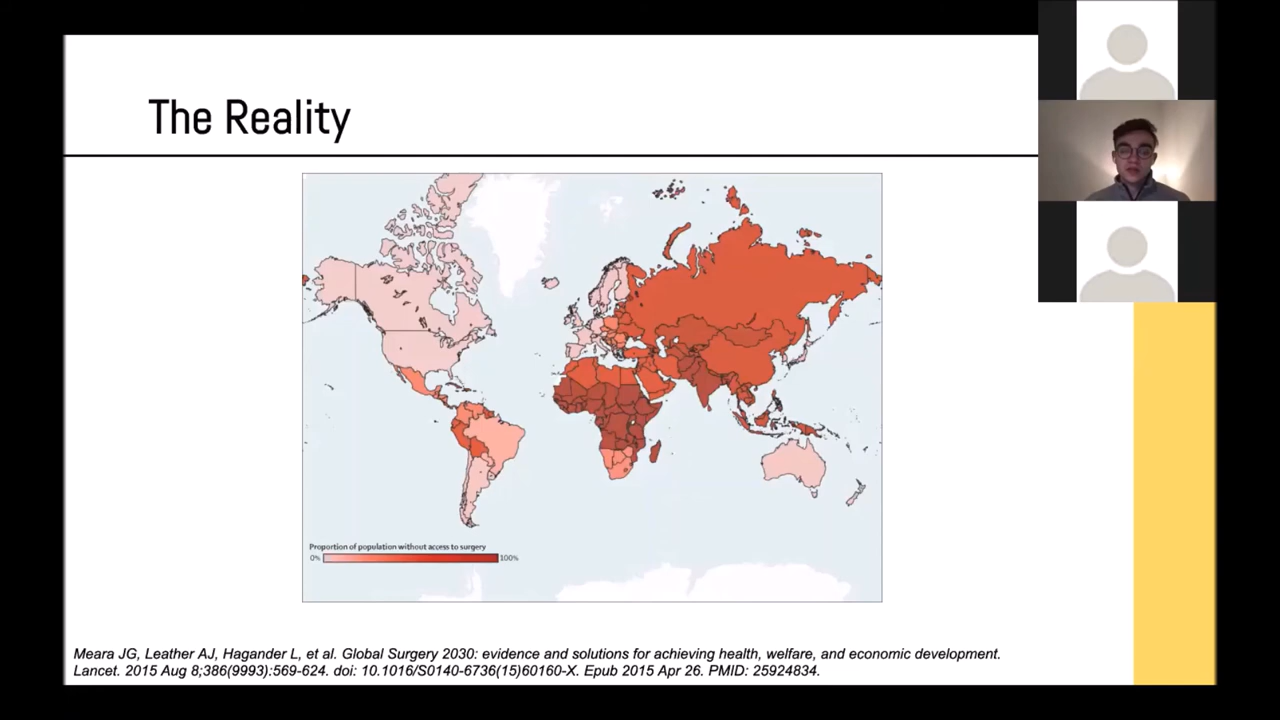 The Reality
Proportion of population without access to surgery
0%
100%
Meara JG, Leather AJ, Hagander L, et al. Global Surgery 2030: evidence and solutions for achieving health, welfare, and economic development.
Lancet. 2015 Aug 8;386(9993):569-624. doi: 10.1016/S0140-6736(15)60160-X. Epub 2015 Apr 26. PMID: 25924834.